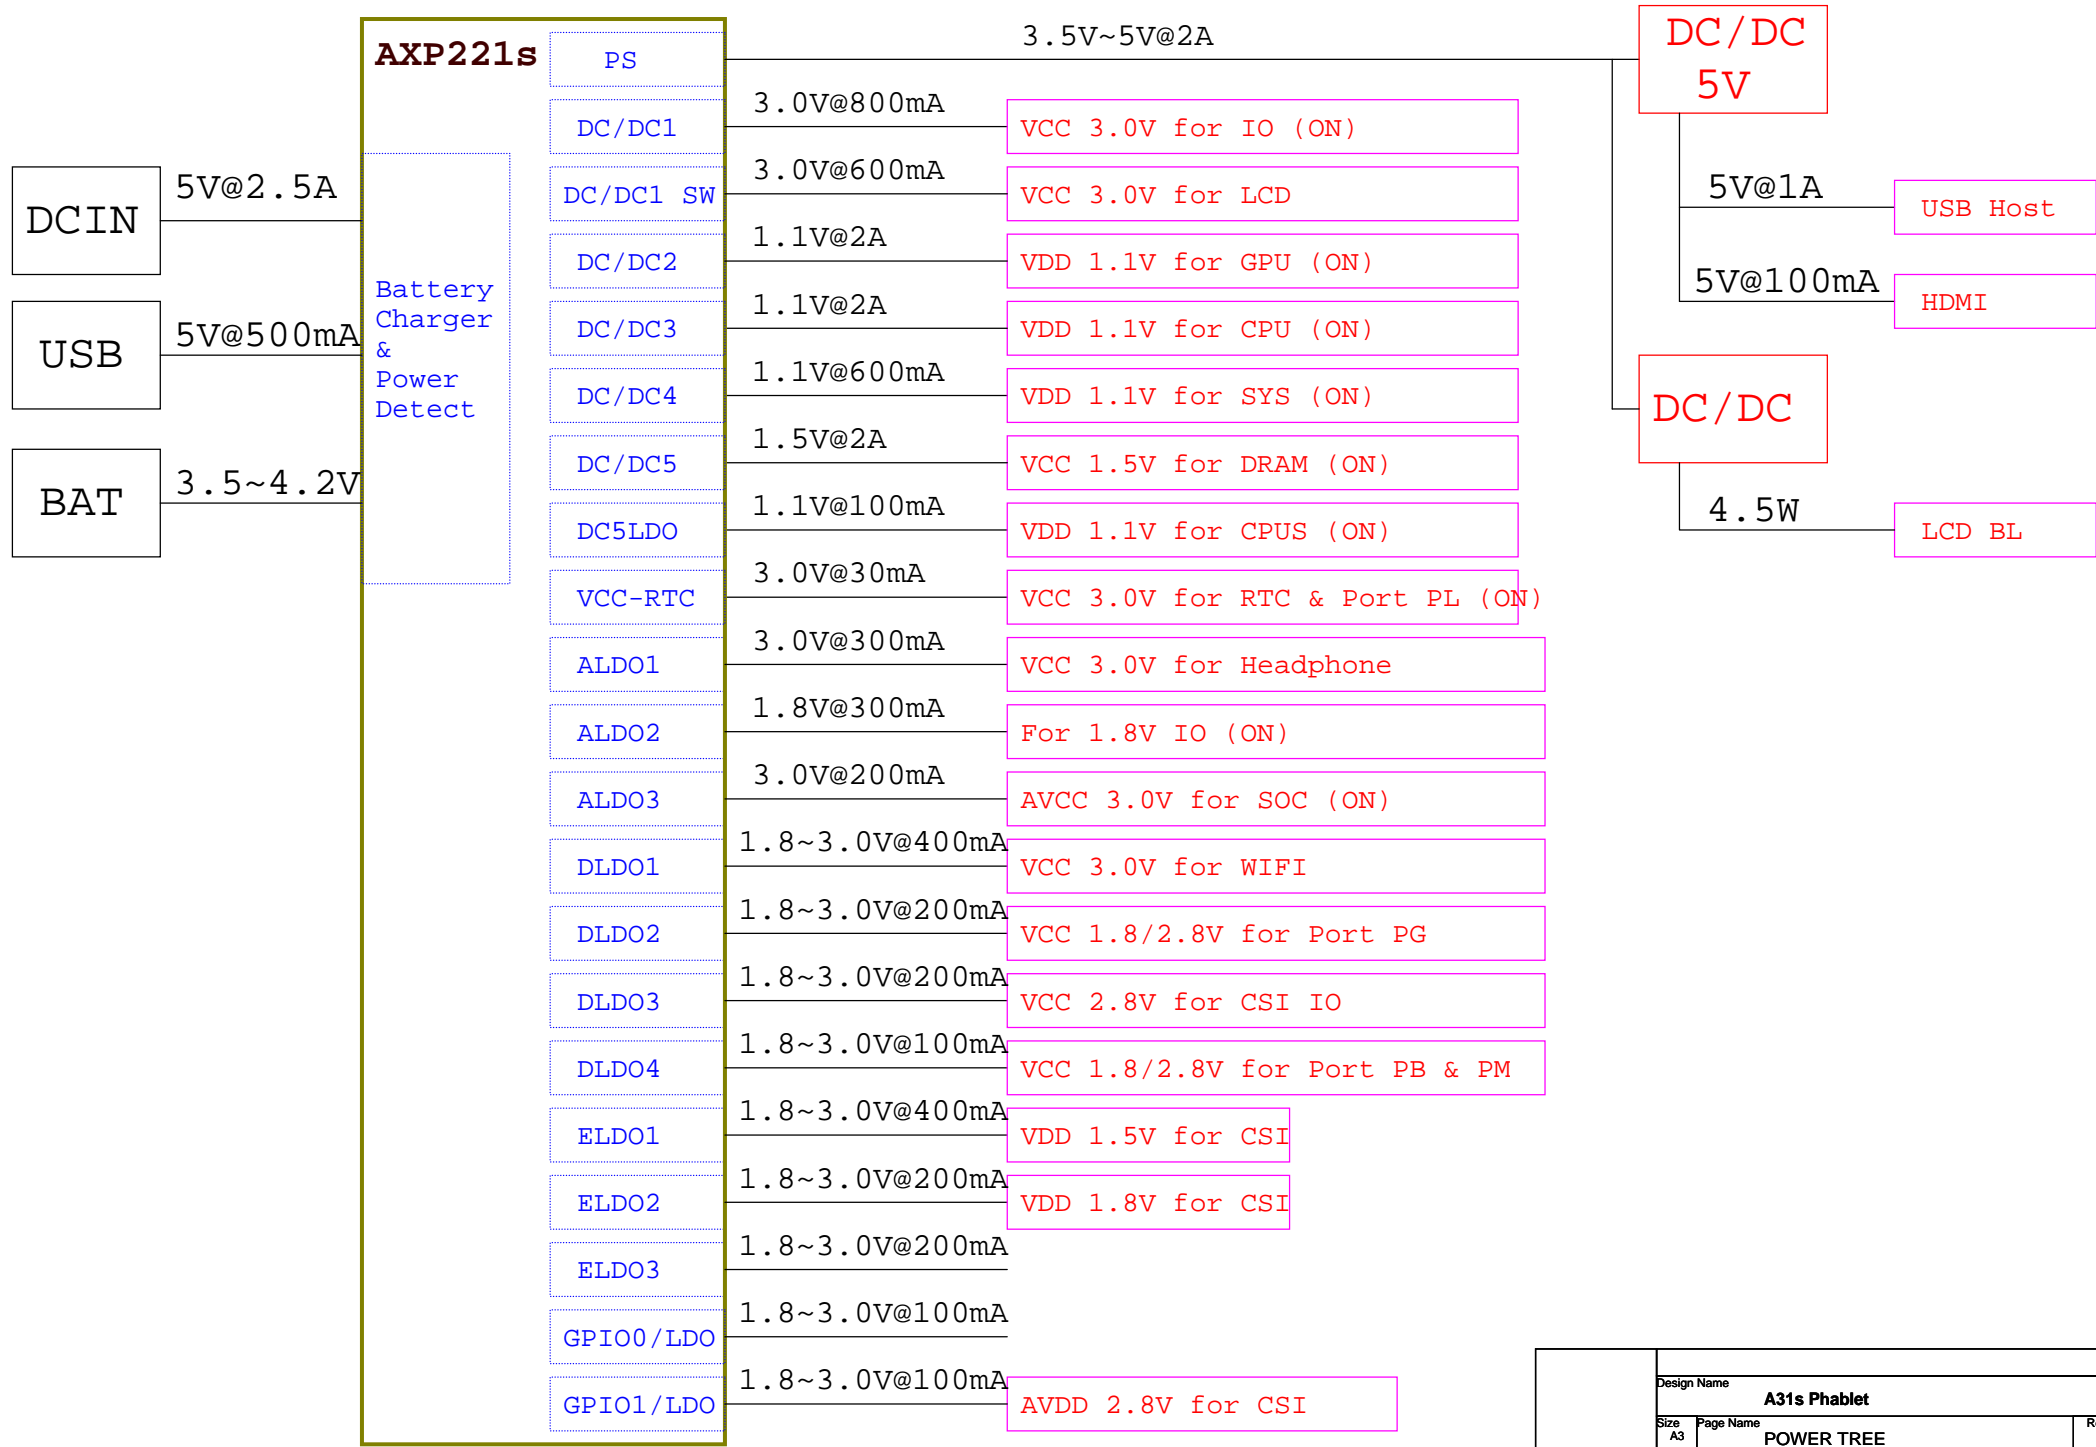 AXP221s
PS
3.5V~5V@2A
DC/DC
5V
DC/DC1
3.0V@800mA
VCC 3.0V for IO (ON)
DCIN
5V@2.5A
DC/DC1 SW
3.0V@600mA
VCC 3.0V for LCD
5V@1A
USB Host
DC/DC2
1.1V@2A
VDD 1.1V for GPU (ON)
5V@100mA
HDMI
Battery
Charger
&
Power
Detect
USB
5V@500mA
DC/DC3
1.1V@2A
VDD 1.1V for CPU (ON)
DC/DC4
1.1V@600mA
VDD 1.1V for SYS (ON)
DC/DC
DC/DC5
1.5V@2A
VCC 1.5V for DRAM (ON)
BAT
3.5~4.2V
DC5LDO
1.1V@100mA
VDD 1.1V for CPUS (ON)
4.5W
LCD BL
VCC-RTC
3.0V@30mA
VCC 3.0V for RTC & Port PL (ON)
ALDO1
3.0V@300mA
VCC 3.0V for Headphone
ALDO2
1.8V@300mA
For 1.8V IO (ON)
ALDO3
3.0V@200mA
AVCC 3.0V for SOC (ON)
DLDO1
1.8~3.0V@400mA
VCC 3.0V for WIFI
DLDO2
1.8~3.0V@200mA
VCC 1.8/2.8V for Port PG
DLDO3
1.8~3.0V@200mA
VCC 2.8V for CSI IO
DLDO4
1.8~3.0V@100mA
VCC 1.8/2.8V for Port PB & PM
ELDO1
1.8~3.0V@400mA
VDD 1.5V for CSI
ELDO2
1.8~3.0V@200mA
VDD 1.8V for CSI
ELDO3
1.8~3.0V@200mA
GPIO0/LDO
1.8~3.0V@100mA
GPIO1/LDO
1.8~3.0V@100mA
AVDD 2.8V for CSI
Design Name
A31s Phablet
Size
A3
Page Name
POWER TREE